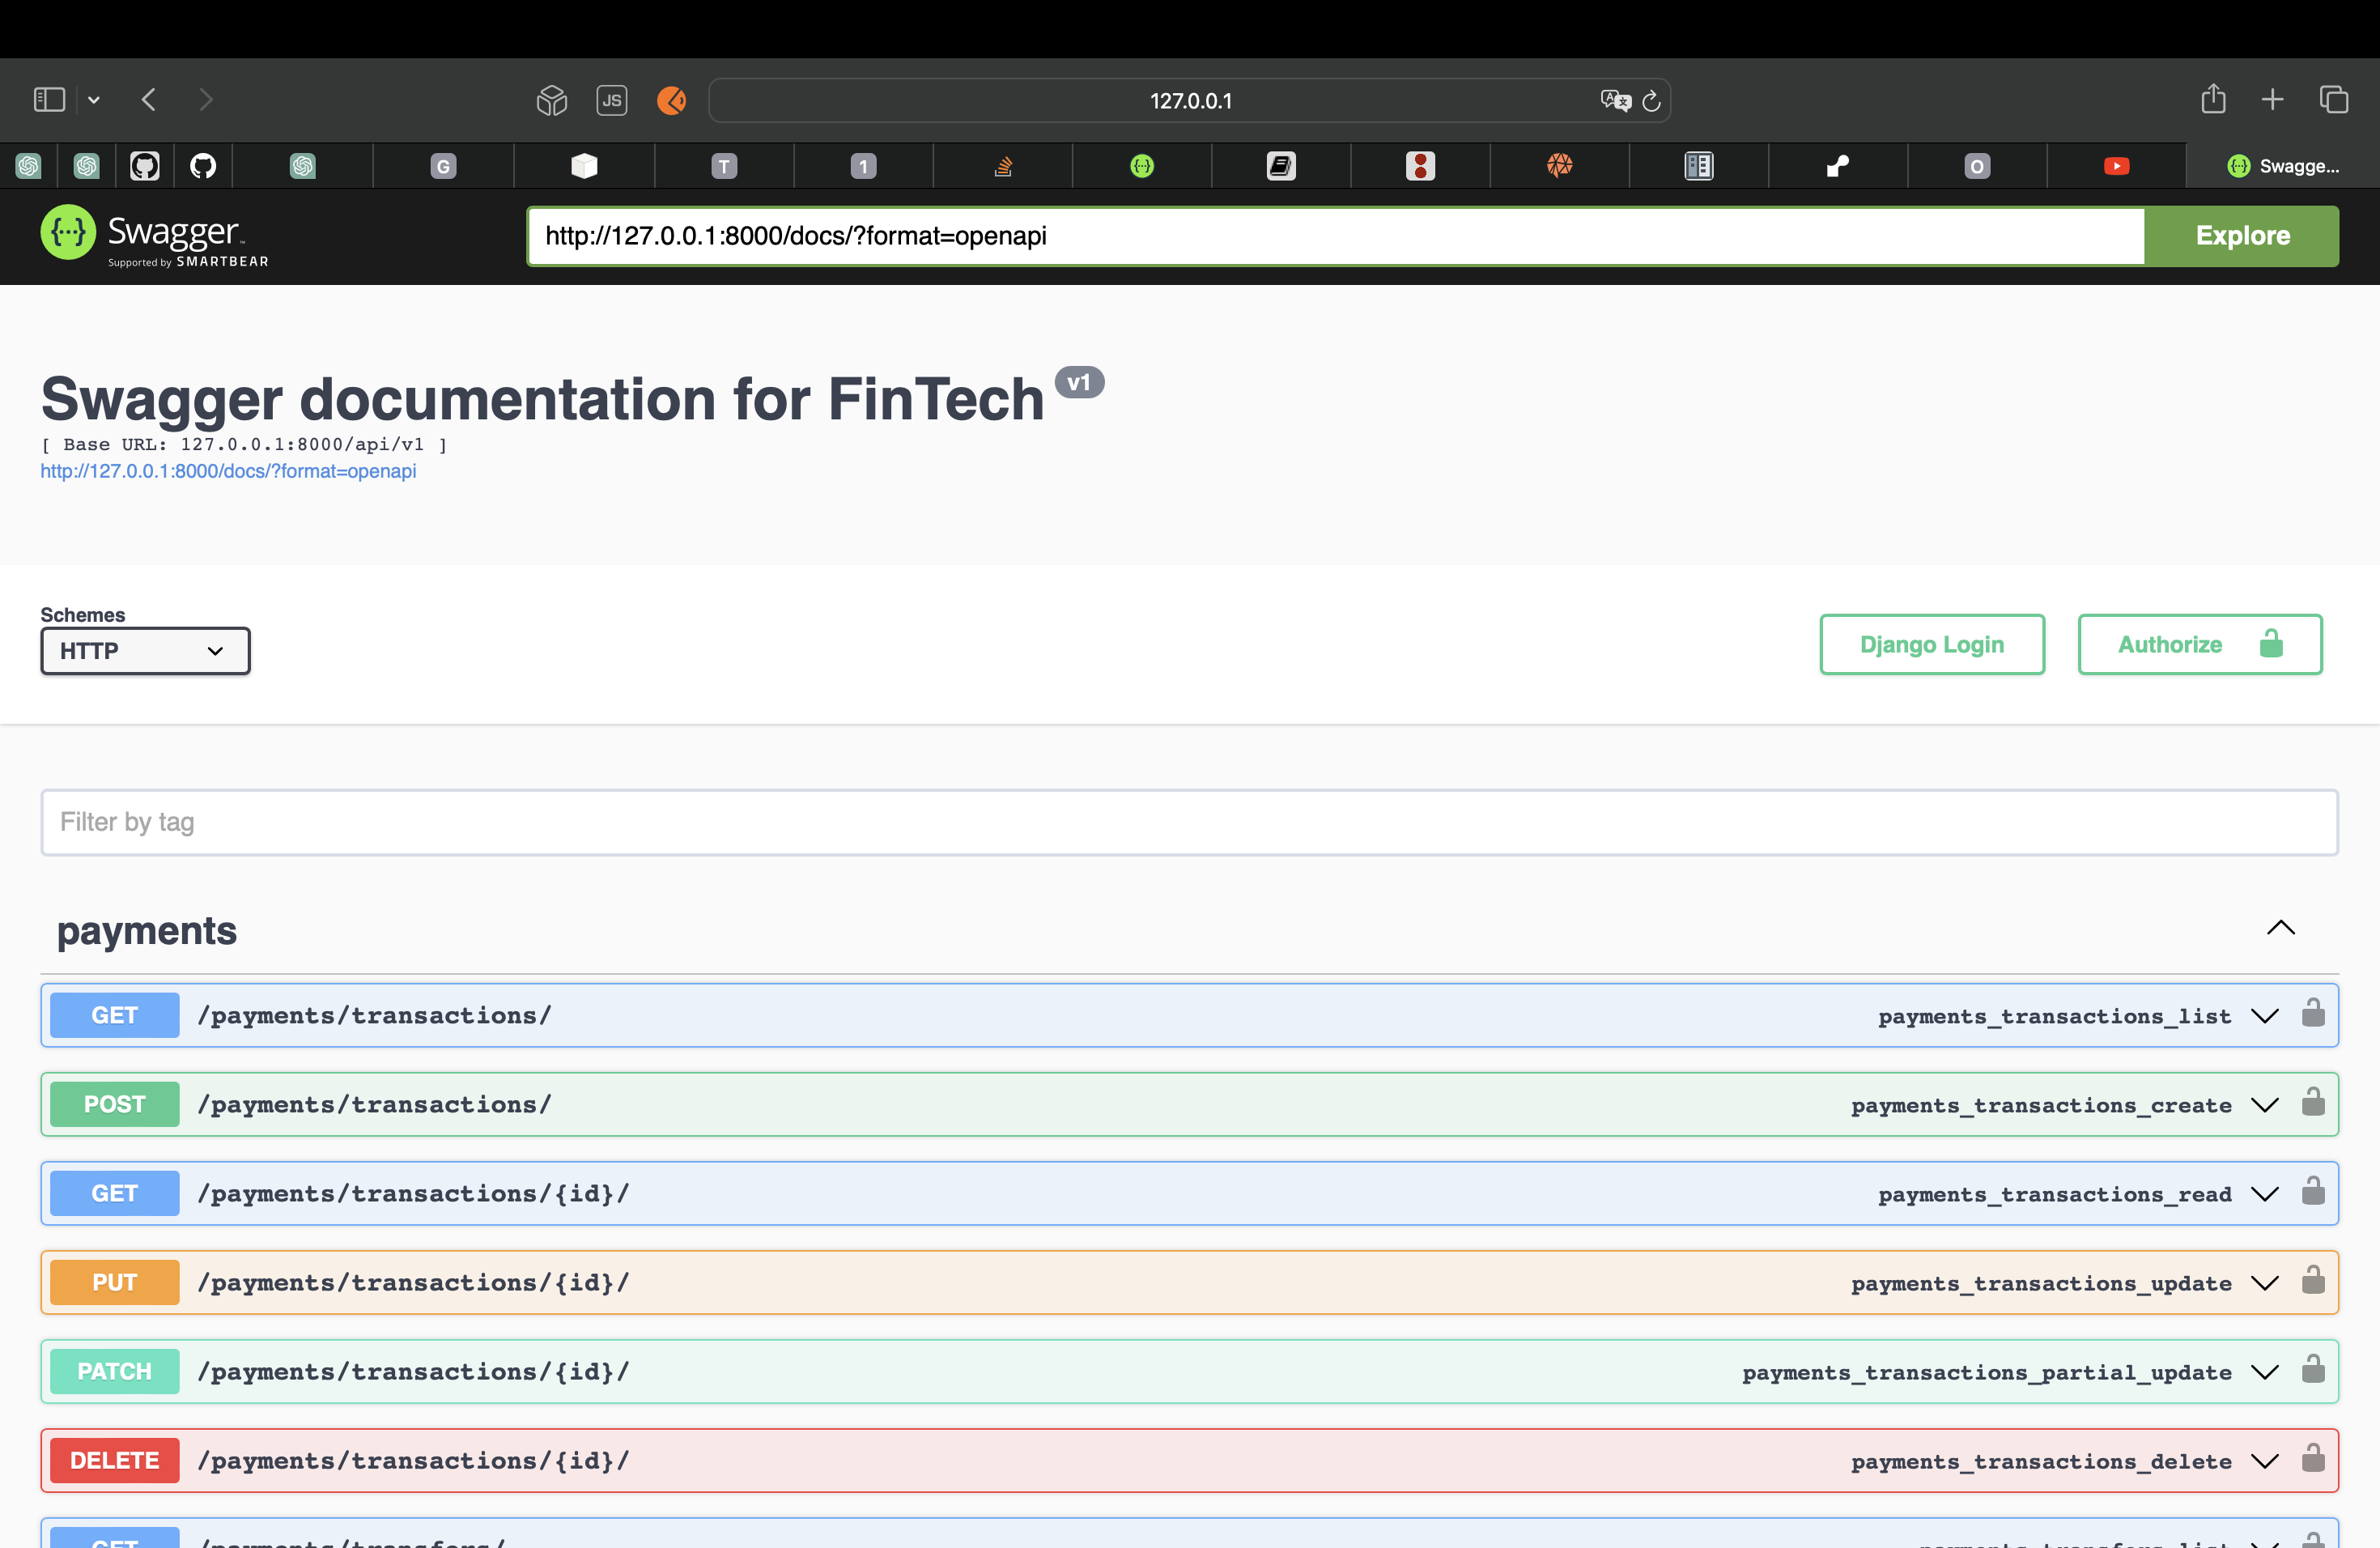 127.0.0.1
JS
G
T
1
O
Swagge...
Swagger
Supported by SMARTBEAR
http://127.0.0.1:8000/docs/?format=openapi
Explore
Swagger documentation for FinTech v1
[ Base URL: 127.0.0.1:8000/api/v1 ]
http://127.0.0.1:8000/docs/?format=openapi
Schemes
HTTP
Django Login
Authorize
Filter by tag
payments
GET /payments/transactions/ payments_transactions_list
POST /payments/transactions/ payments_transactions_create
GET /payments/transactions/{id}/ payments_transactions_read
PUT /payments/transactions/{id}/ payments_transactions_update
PATCH /payments/transactions/{id}/ payments_transactions_partial_update
DELETE /payments/transactions/{id}/ payments_transactions_delete
GET /payments/transfers/ payments_transfers_list